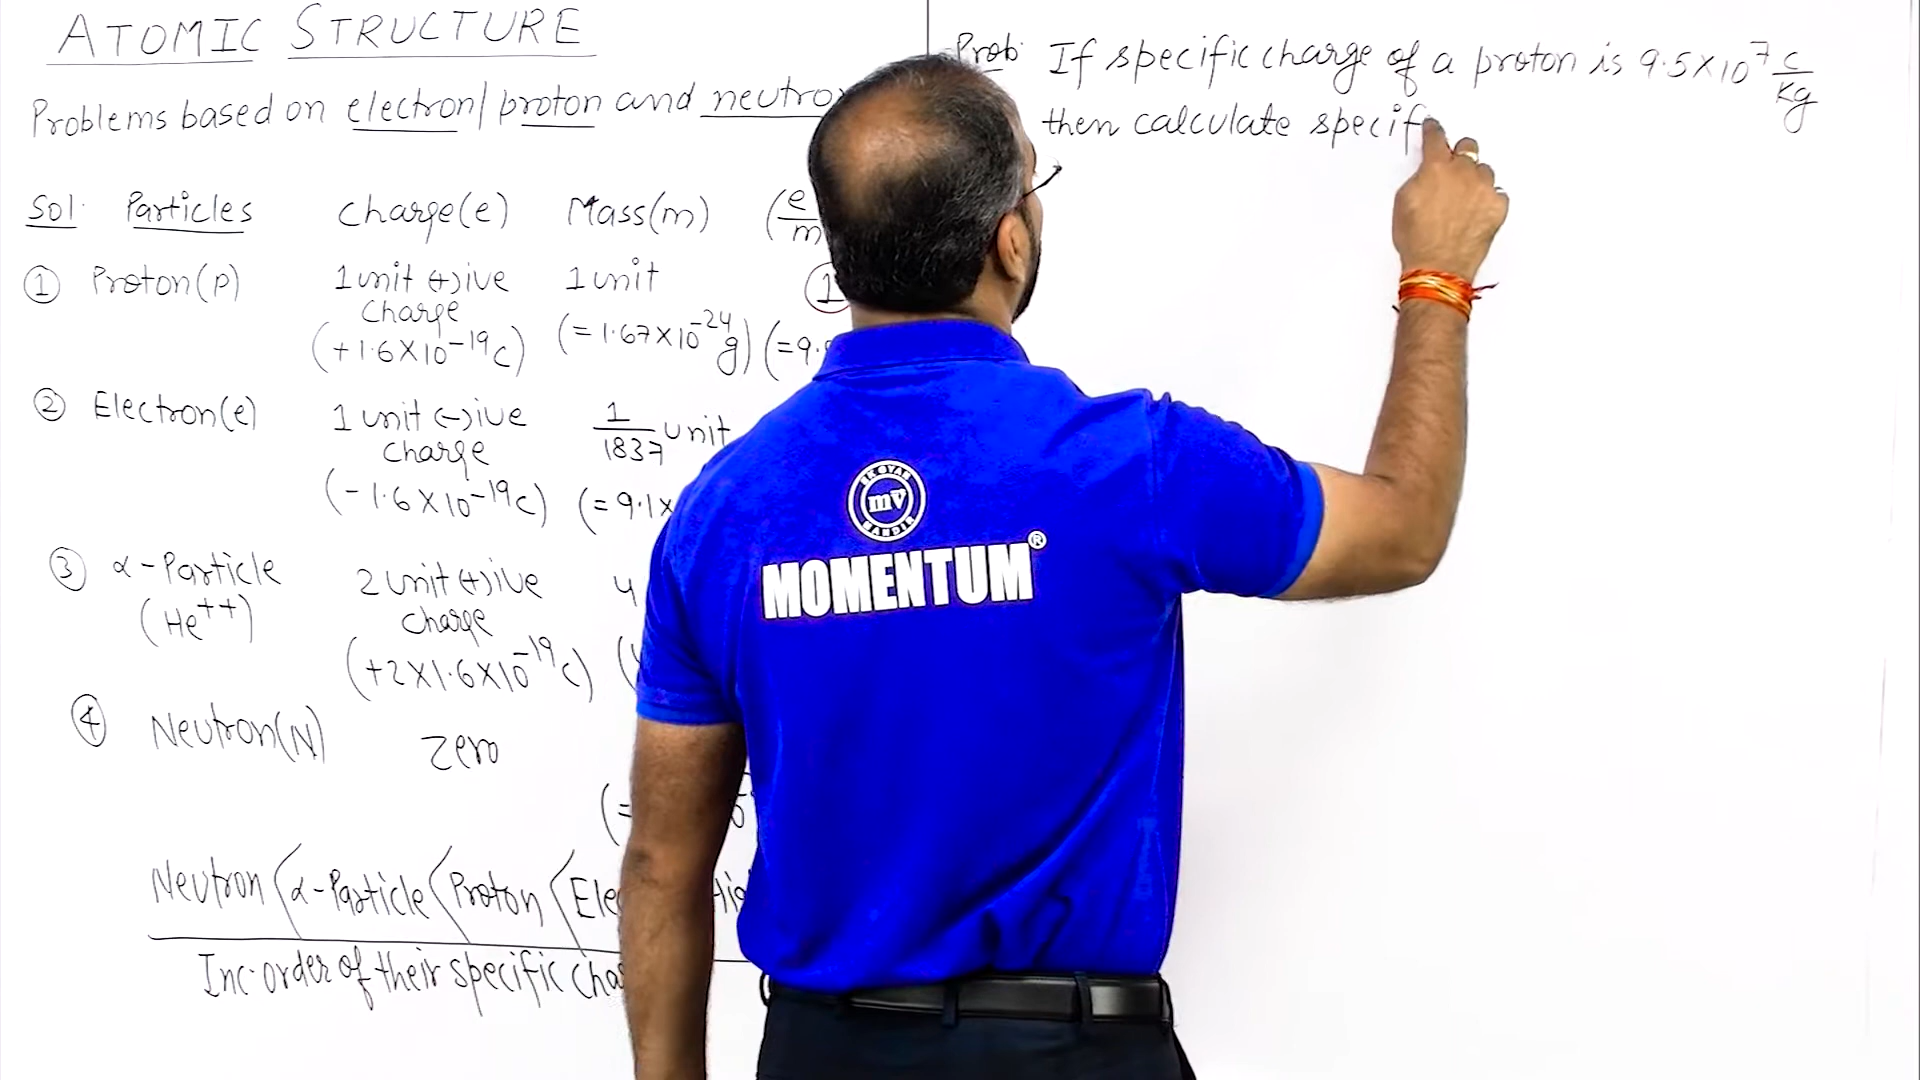 ATOMIC STRUCTURE
Problems based on electron/proton and neutro
Sol. Particles Charge(e) Mass(m) (e/m
① Proton(p) 1 unit (+)ive charge (+1.6×10⁻¹⁹C) 1 unit (=1.67×10⁻²⁴g) 1 (=9.
② Electron(e) 1 unit (-)ive charge (-1.6×10⁻¹⁹C) 1/1837 unit (=9.1×
③ α-Particle (He⁺⁺) 2 unit (+)ive charge (+2×1.6×10⁻¹⁹C) 4
④ Neutron(N) Zero (=
Neutron < α-Particle < Proton < Ele
Inc. order of their specific cha
Prob. If specific charge of a proton is 9.5×10⁷ C/Kg
then calculate specif
mv
MOMENTUM®